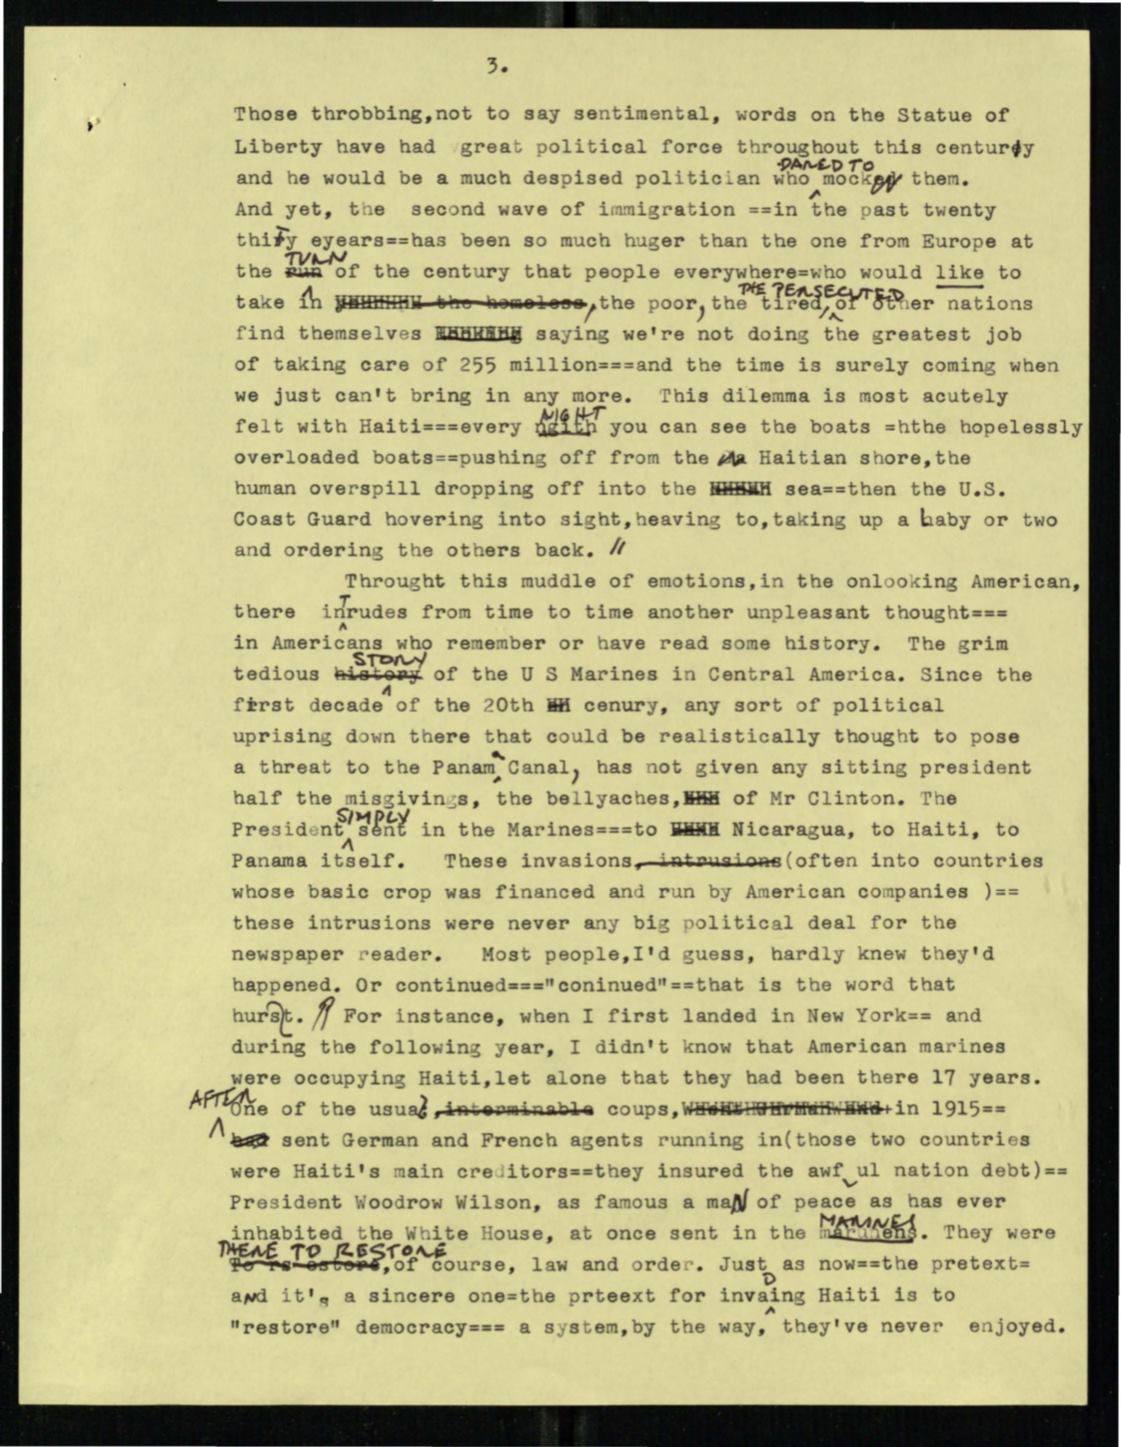 3.
Those throbbing,not to say sentimental, words on the Statue of
Liberty have had great political force throughout this century
DARED TO
and he would be a much despised politician who mock them.
And yet, the second wave of immigration ==in the past twenty
thity eyears==has been so much huger than the one from Europe at
TURN
the run of the century that people everywhere=who would like to
THE PERSECUTED
take in the homeless,,the poor,the tired,of other nations
find themselves saying we're not doing the greatest job
of taking care of 255 million===and the time is surely coming when
we just can't bring in any more. This dilemma is most acutely
NIGHT
felt with Haiti===every ngith you can see the boats =hthe hopelessly
overloaded boats==pushing off from the Haitian shore,the
human overspill dropping off into the sea==then the U.S.
Coast Guard hovering into sight,heaving to,taking up a baby or two
and ordering the others back. //
Throught this muddle of emotions,in the onlooking American,
T
there inrudes from time to time another unpleasant thought===
in Americans who remember or have read some history. The grim
STORY
tedious history of the U S Marines in Central America. Since the
first decade of the 20th cenury, any sort of political
uprising down there that could be realistically thought to pose
a threat to the Panama Canal, has not given any sitting president
half the misgivings, the bellyaches, of Mr Clinton. The
SIMPLY
President sent in the Marines===to Nicaragua, to Haiti, to
Panama itself. These invasions, intrusions(often into countries
whose basic crop was financed and run by American companies )==
these intrusions were never any big political deal for the
newspaper reader. Most people,I'd guess, hardly knew they'd
happened. Or continued==="coninued"==that is the word that
hurst. For instance, when I first landed in New York== and
during the following year, I didn't know that American marines
were occupying Haiti,let alone that they had been there 17 years.
AFTER
One of the usual ,interminable coups, in 1915==
had sent German and French agents running in(those two countries
were Haiti's main creditors==they insured the awf ul nation debt)==
President Woodrow Wilson, as famous a maN of peace as has ever
MARINES
inhabited the White House, at once sent in the . They were
THERE TO RESTORE
,of course, law and order. Just as now==the pretext=
D
aNd it's a sincere one=the prteext for invaing Haiti is to
"restore" democracy=== a system,by the way, they've never enjoyed.